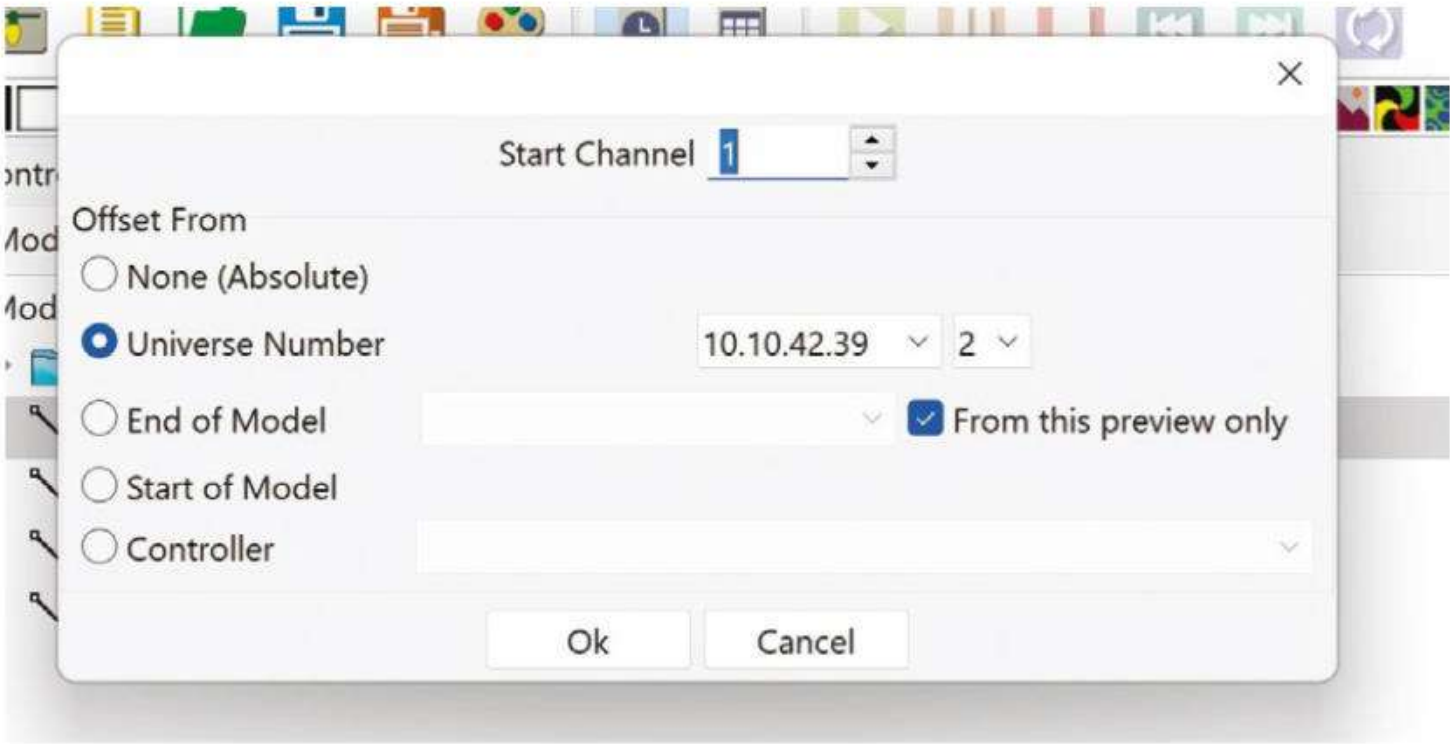 Start Channel 1
Offset From
None (Absolute)
Universe Number 10.10.42.39 2
End of Model From this preview only
Start of Model
Controller
Ok Cancel